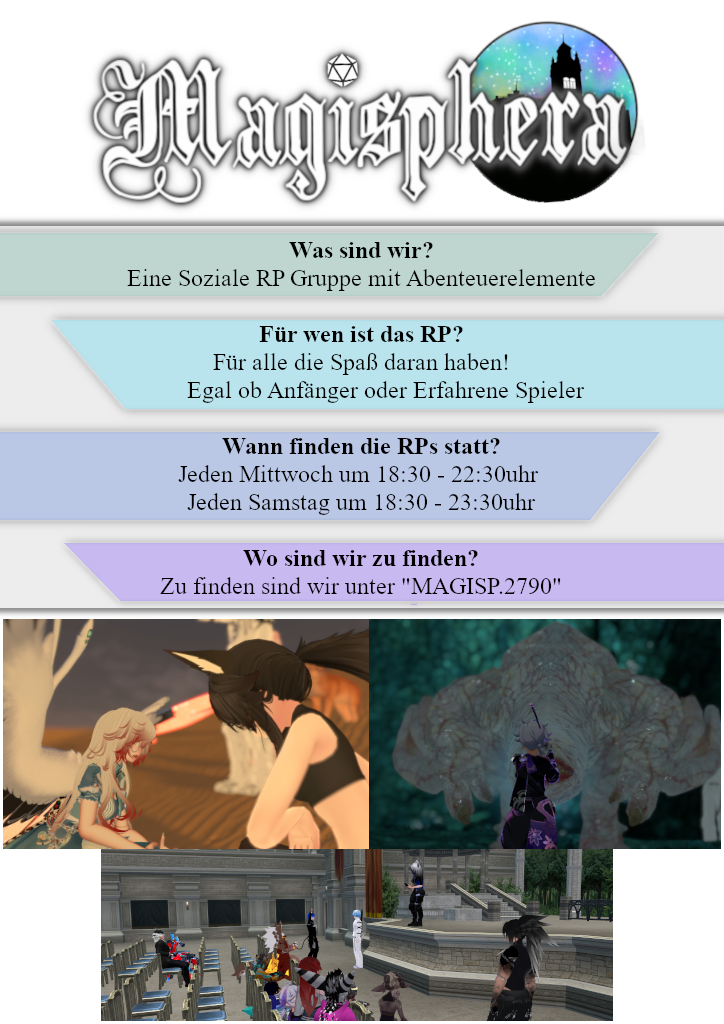 Magisphera
Was sind wir?
Eine Soziale RP Gruppe mit Abenteuerelemente
Für wen ist das RP?
Für alle die Spaß daran haben!
Egal ob Anfänger oder Erfahrene Spieler
Wann finden die RPs statt?
Jeden Mittwoch um 18:30 - 22:30uhr
Jeden Samstag um 18:30 - 23:30uhr
Wo sind wir zu finden?
Zu finden sind wir unter "MAGISP.2790"